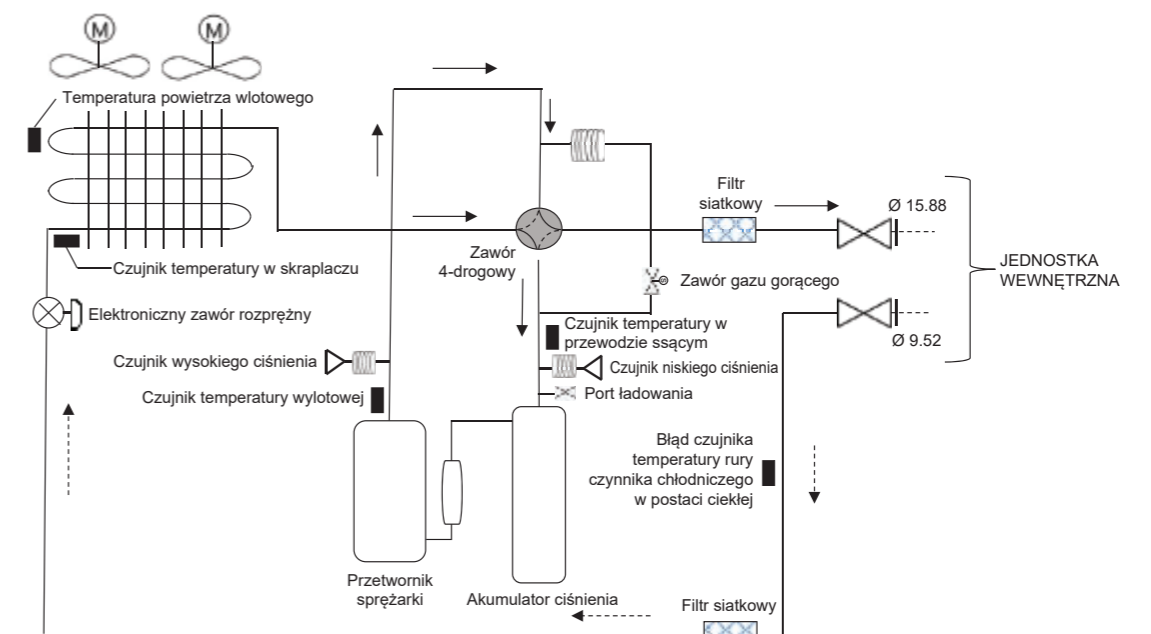 M
M
Temperatura powietrza wlotowego
Filtr
siatkowy
Ø 15.88
Zawór
4-drogowy
JEDNOSTKA
WEWNĘTRZNA
Czujnik temperatury w skraplaczu
Zawór gazu gorącego
Elektroniczny zawór rozprężny
Czujnik temperatury w
przewodzie ssącym
Ø 9.52
Czujnik wysokiego ciśnienia
Czujnik niskiego ciśnienia
Czujnik temperatury wylotowej
Port ładowania
Błąd czujnika
temperatury rury
czynnika chłodniczego
w postaci ciekłej
Przetwornik
sprężarki
Akumulator ciśnienia
Filtr siatkowy